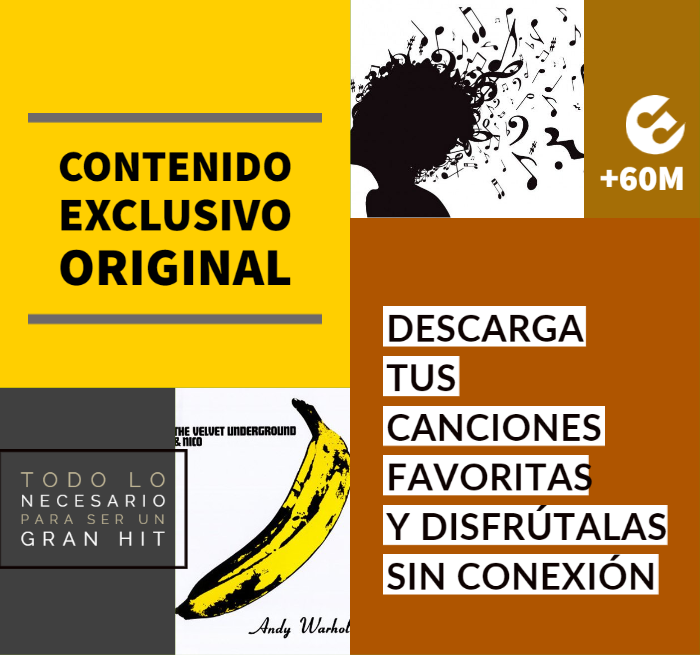 CONTENIDO
EXCLUSIVO
ORIGINAL
+60M
DESCARGA
TUS
CANCIONES
FAVORITAS
Y DISFRÚTALAS
SIN CONEXIÓN
THE VELVET UNDERGROUND
& NICO
TODO LO
NECESARIO
PARA SER UN
GRAN HIT
Andy Warhol